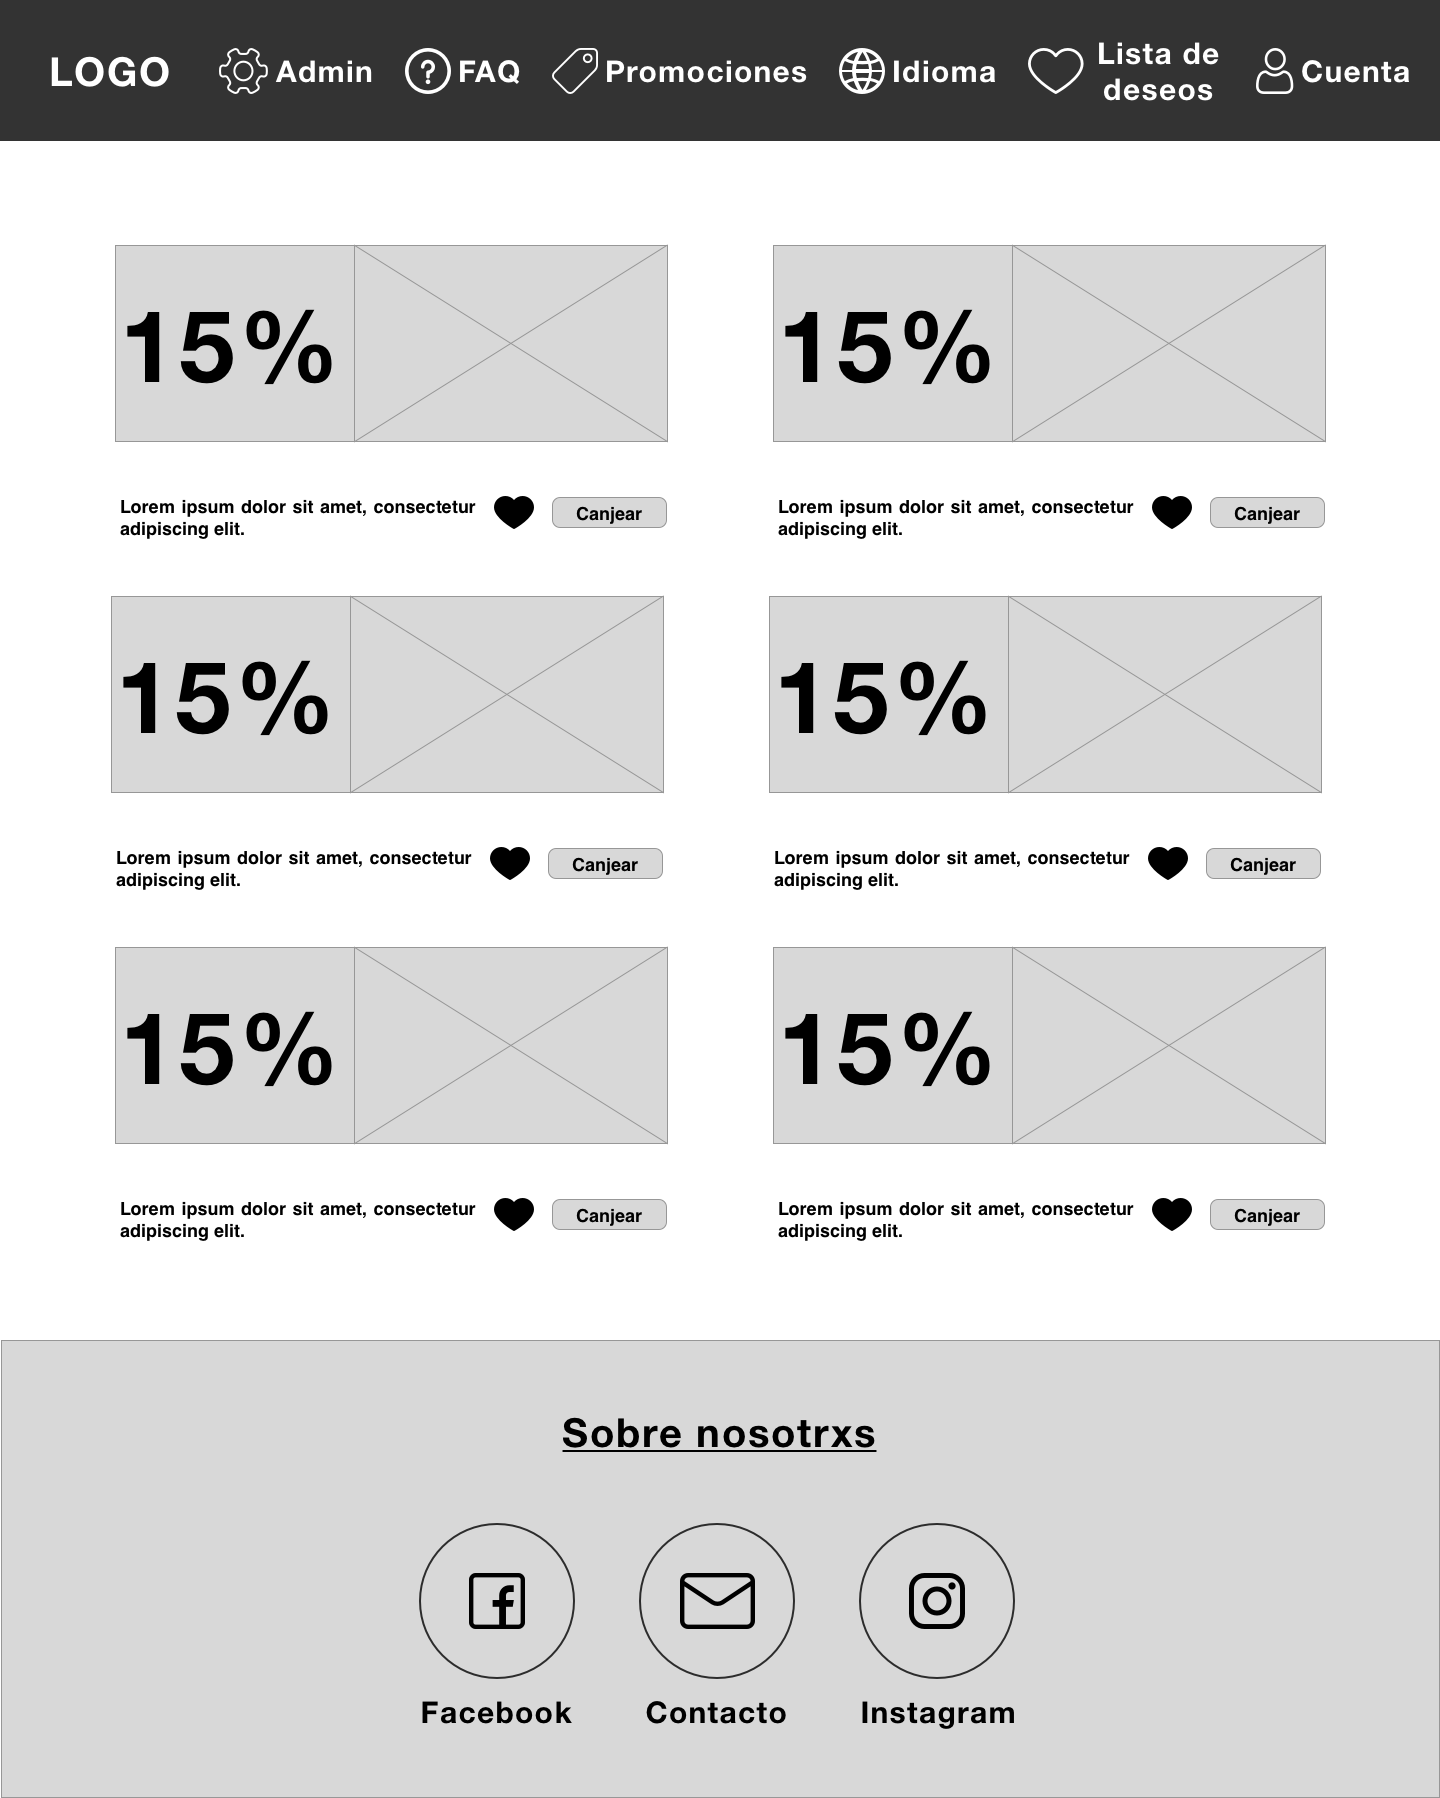 LOGO
Admin
FAQ
Promociones
Idioma
Lista de
deseos
Cuenta
15%
15%
Lorem ipsum dolor sit amet, consectetur
adipiscing elit.
Canjear
Lorem ipsum dolor sit amet, consectetur
adipiscing elit.
Canjear
15%
15%
Lorem ipsum dolor sit amet, consectetur
adipiscing elit.
Canjear
Lorem ipsum dolor sit amet, consectetur
adipiscing elit.
Canjear
15%
15%
Lorem ipsum dolor sit amet, consectetur
adipiscing elit.
Canjear
Lorem ipsum dolor sit amet, consectetur
adipiscing elit.
Canjear
Sobre nosotrxs
Facebook
Contacto
Instagram